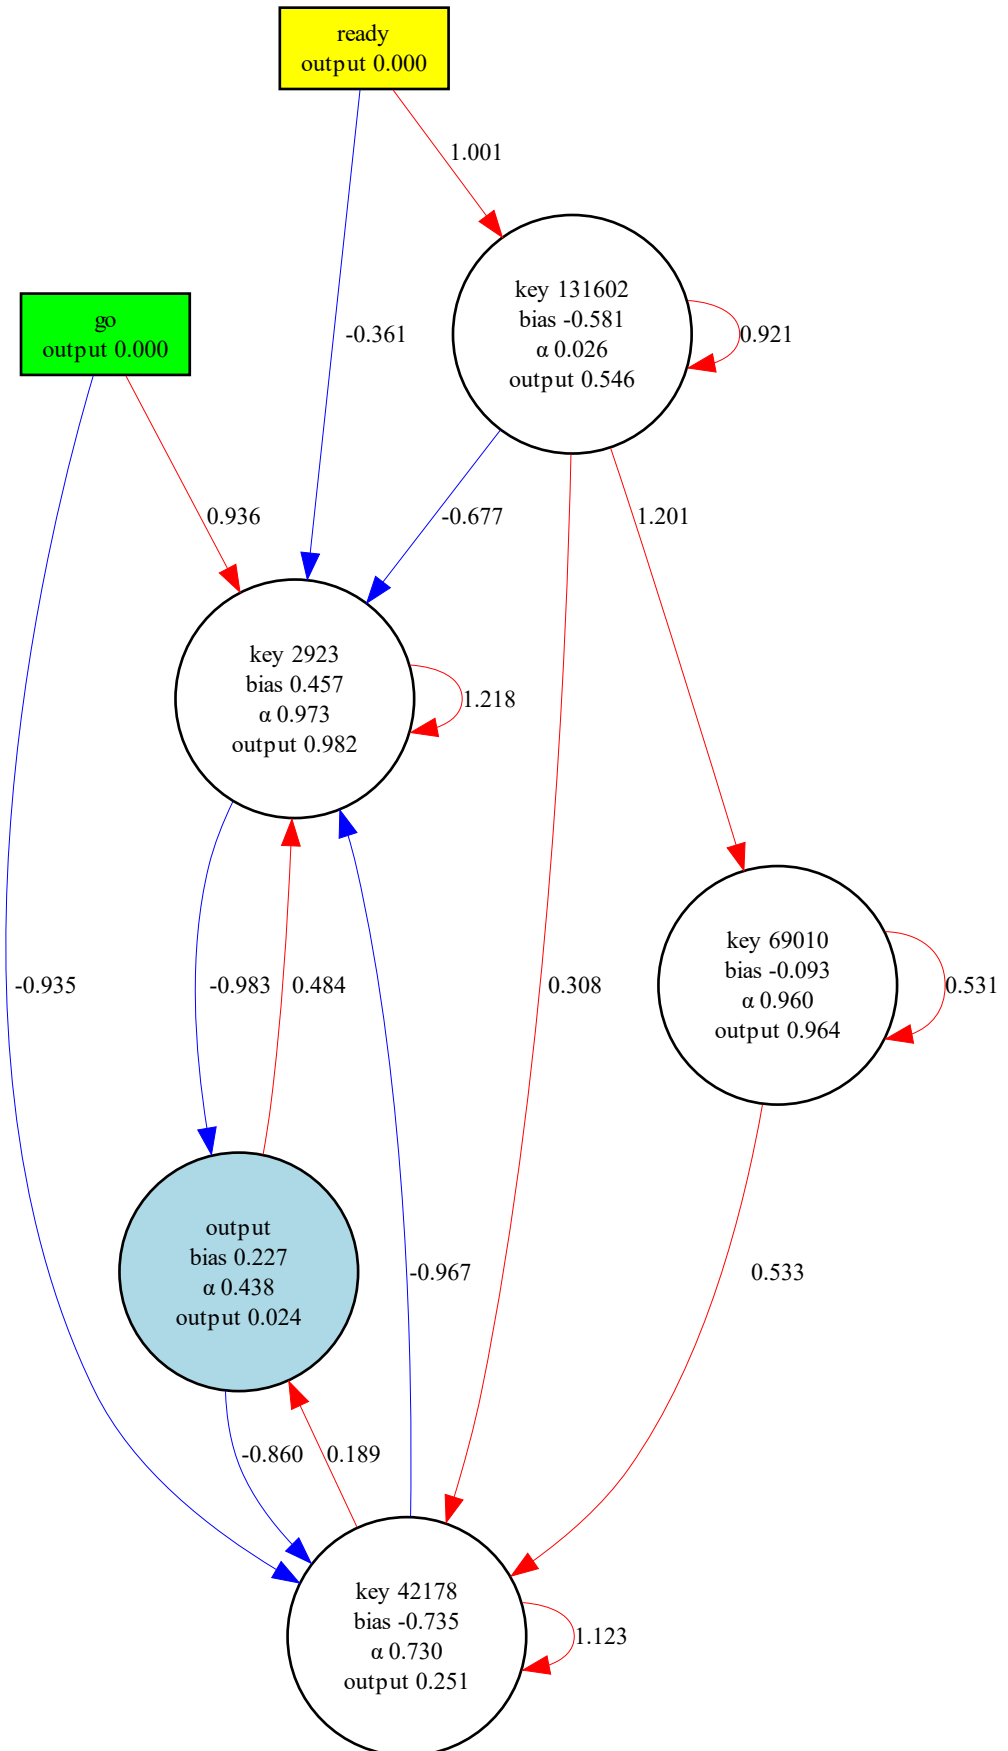 ready
output 0.000
1.001
go
output 0.000
-0.361
key 131602
bias -0.581
α 0.026
output 0.546
0.921
0.936
-0.677
1.201
key 2923
bias 0.457
α 0.973
output 0.982
1.218
-0.935
-0.983
0.484
0.308
key 69010
bias -0.093
α 0.960
output 0.964
0.531
output
bias 0.227
α 0.438
output 0.024
-0.967
0.533
-0.860
0.189
key 42178
bias -0.735
α 0.730
output 0.251
1.123